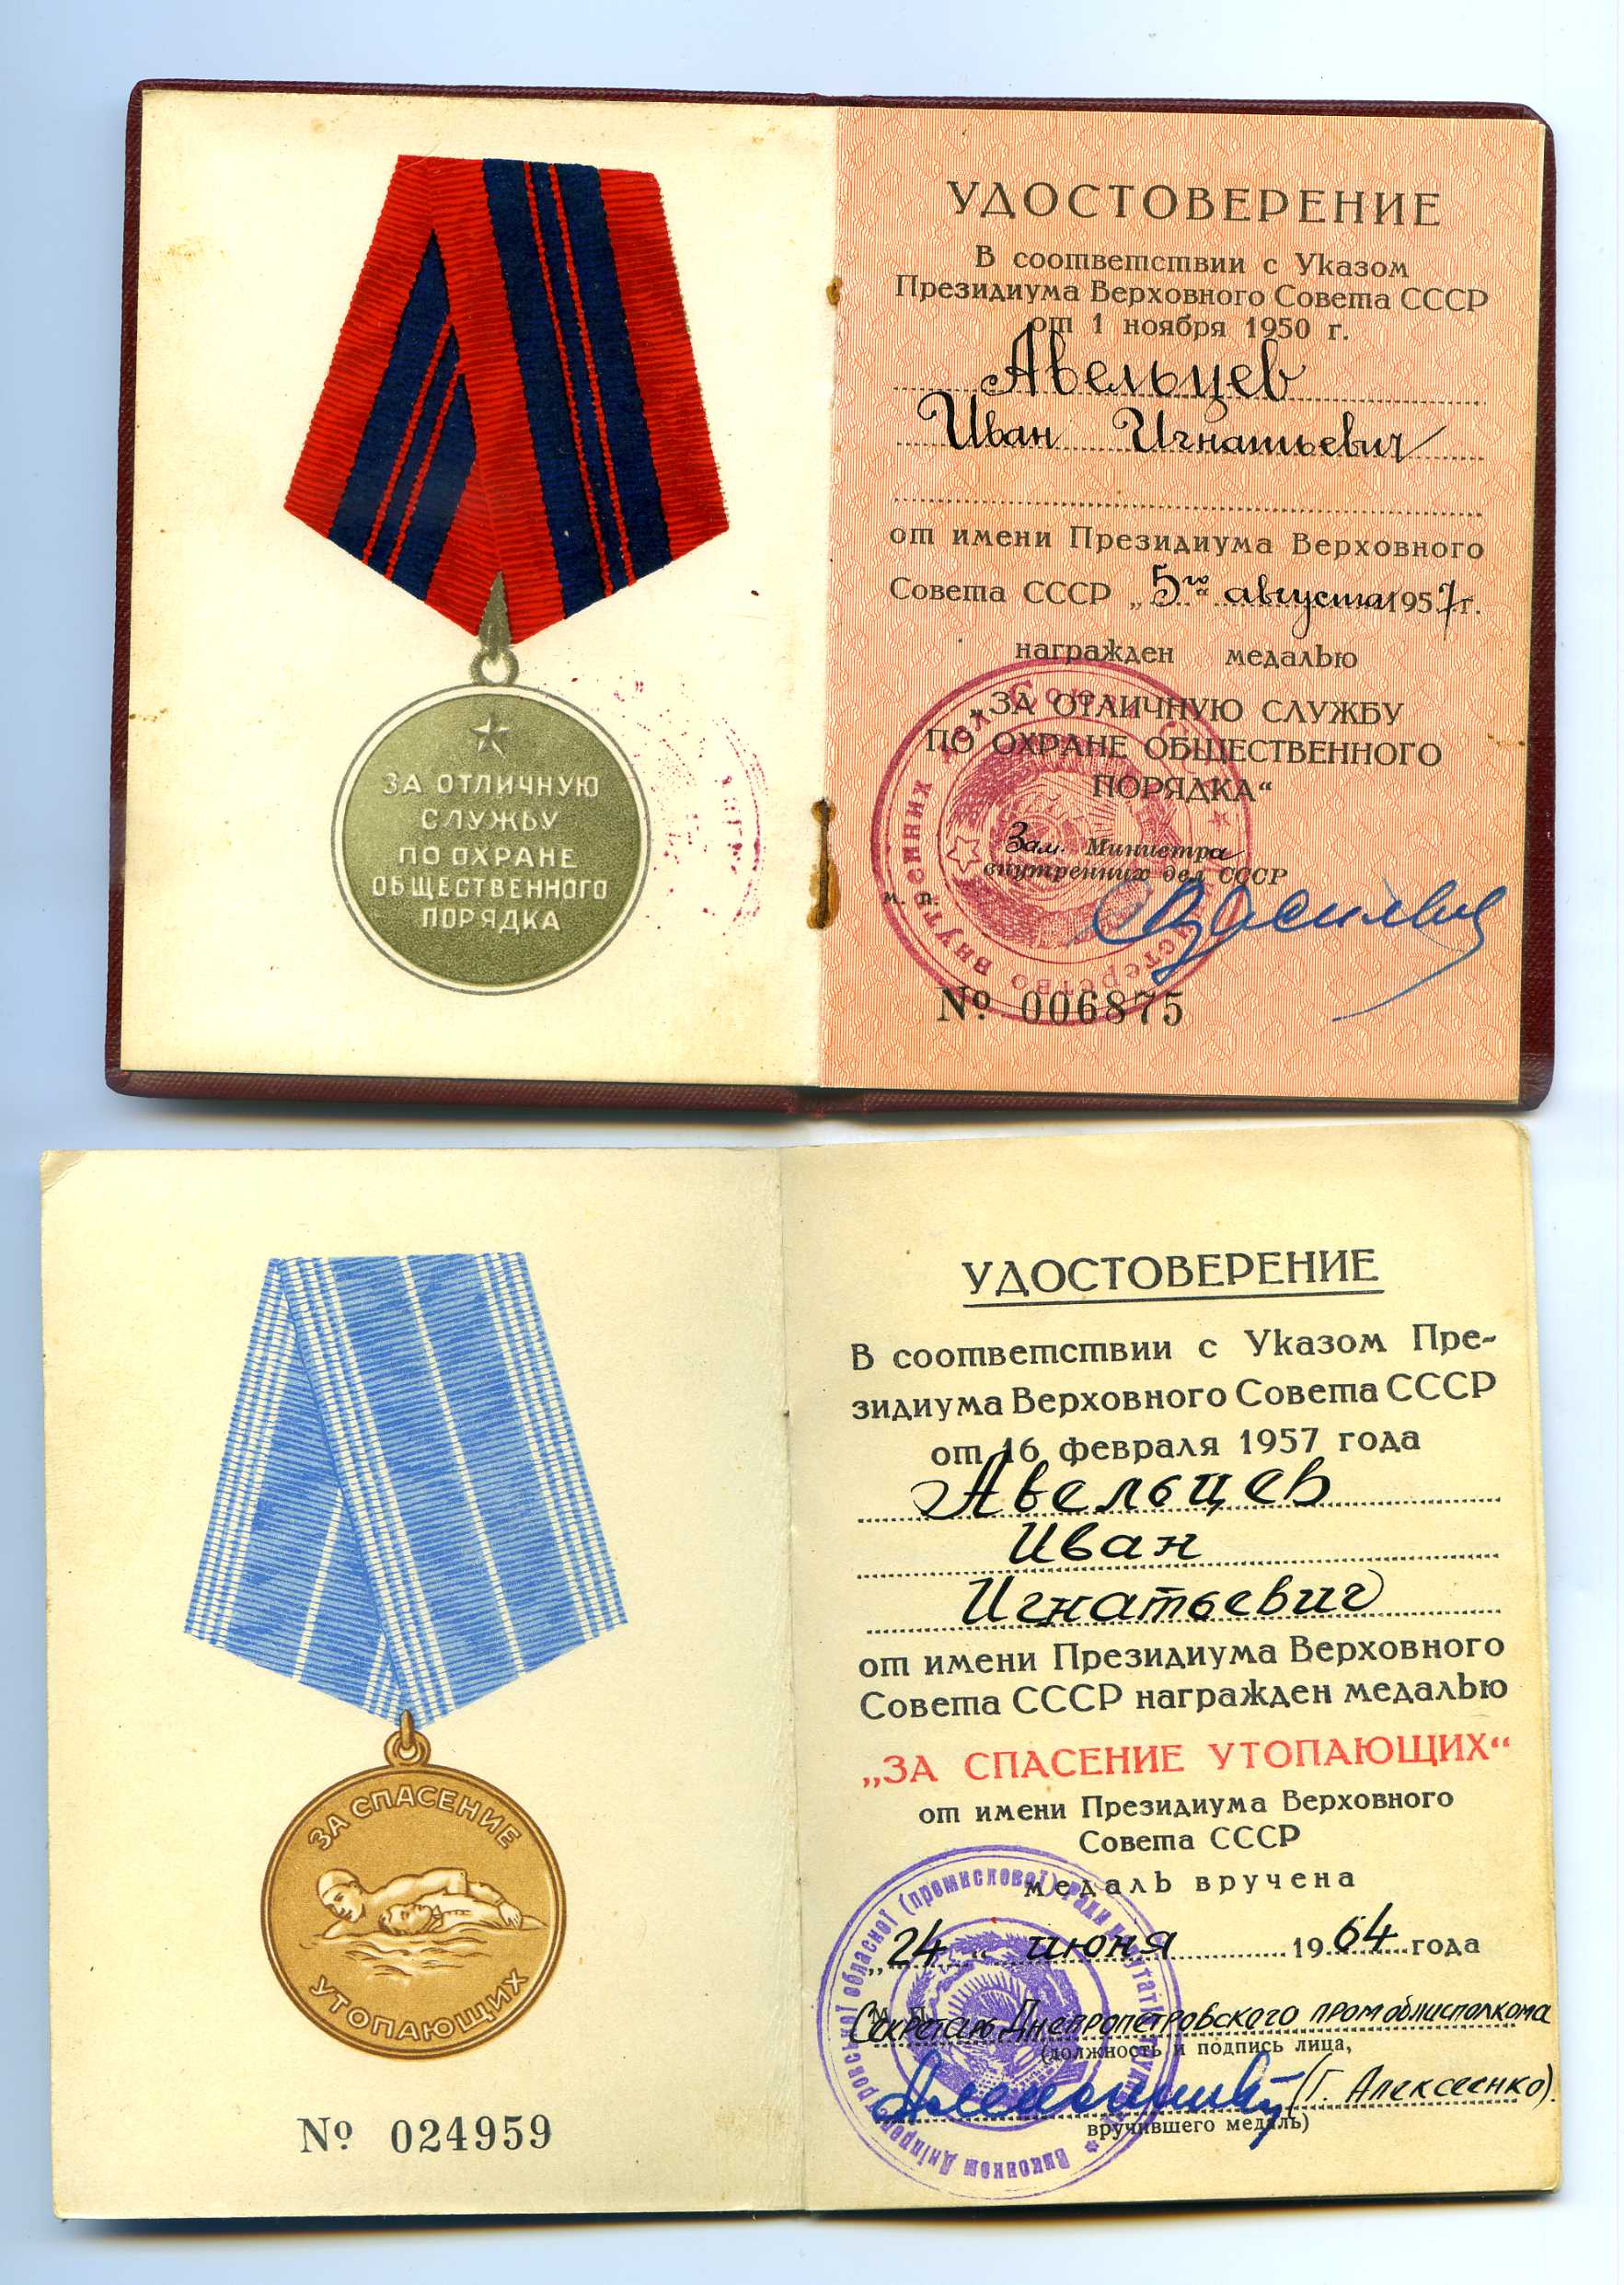 ЗА ОТЛИЧНУЮ
СЛУЖБУ
ПО ОХРАНЕ
ОБЩЕСТВЕННОГО
ПОРЯДКА
УДОСТОВЕРЕНИЕ
В соответствии с Указом
Президиума Верховного Совета СССР
от 1 ноября 1950 г.
Авельцев
Иван Игнатьевич
от имени Президиума Верховного
Совета СССР „5го“ августа 1957 г.
награжден медалью
„ЗА ОТЛИЧНУЮ СЛУЖБУ
ПО ОХРАНЕ ОБЩЕСТВЕННОГО
ПОРЯДКА“
Зам. Министра
внутренних дел СССР
м. п.
№ 006875
ЗА СПАСЕНИЕ
УТОПАЮЩИХ
№ 024959
УДОСТОВЕРЕНИЕ
В соответствии с Указом Пре-
зидиума Верховного Совета СССР
от 16 февраля 1957 года
Авельцев
Иван
Игнатьевич
от имени Президиума Верховного
Совета СССР награжден медалью
„ЗА СПАСЕНИЕ УТОПАЮЩИХ“
от имени Президиума Верховного
Совета СССР
медаль вручена
„24“ июня 1964 года
М. П.
Секретарь Днепропетровского промоблисполкома
(должность и подпись лица,
(Г. Алексеенко)
вручившего медаль)